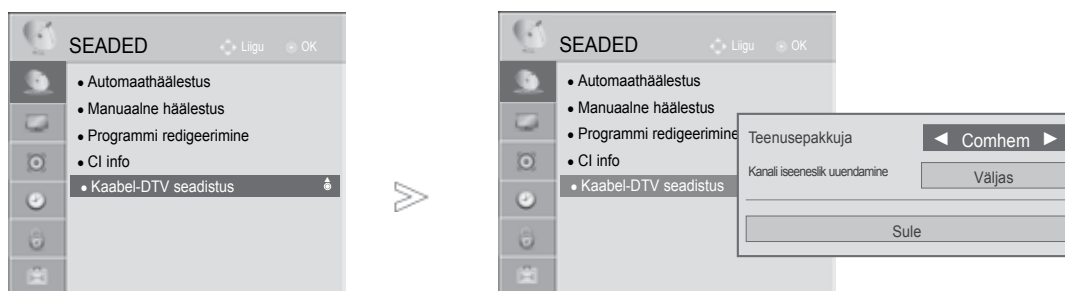 SEADED Liigu OK
• Automaathäälestus
• Manuaalne häälestus
• Programmi redigeerimine
• CI info
• Kaabel-DTV seadistus
SEADED Liigu OK
• Automaathäälestus
• Manuaalne häälestus
• Programmi redigeerimine
• CI info
• Kaabel-DTV seadistus
Teenusepakkuja ◀ Comhem ▶
Kanali iseeneslik uuendamine Väljas
Sule